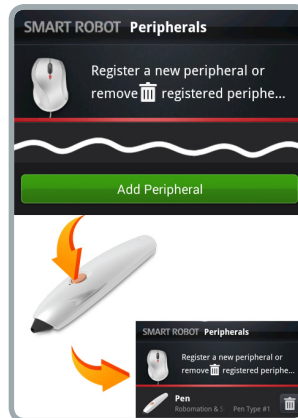 SMART ROBOT Peripherals
Register a new peripheral or
remove registered periphe...
Add Peripheral
SMART ROBOT Peripherals
Register a new peripheral or
remove registered periphe...
Pen
Robomation & S Pen Type #1